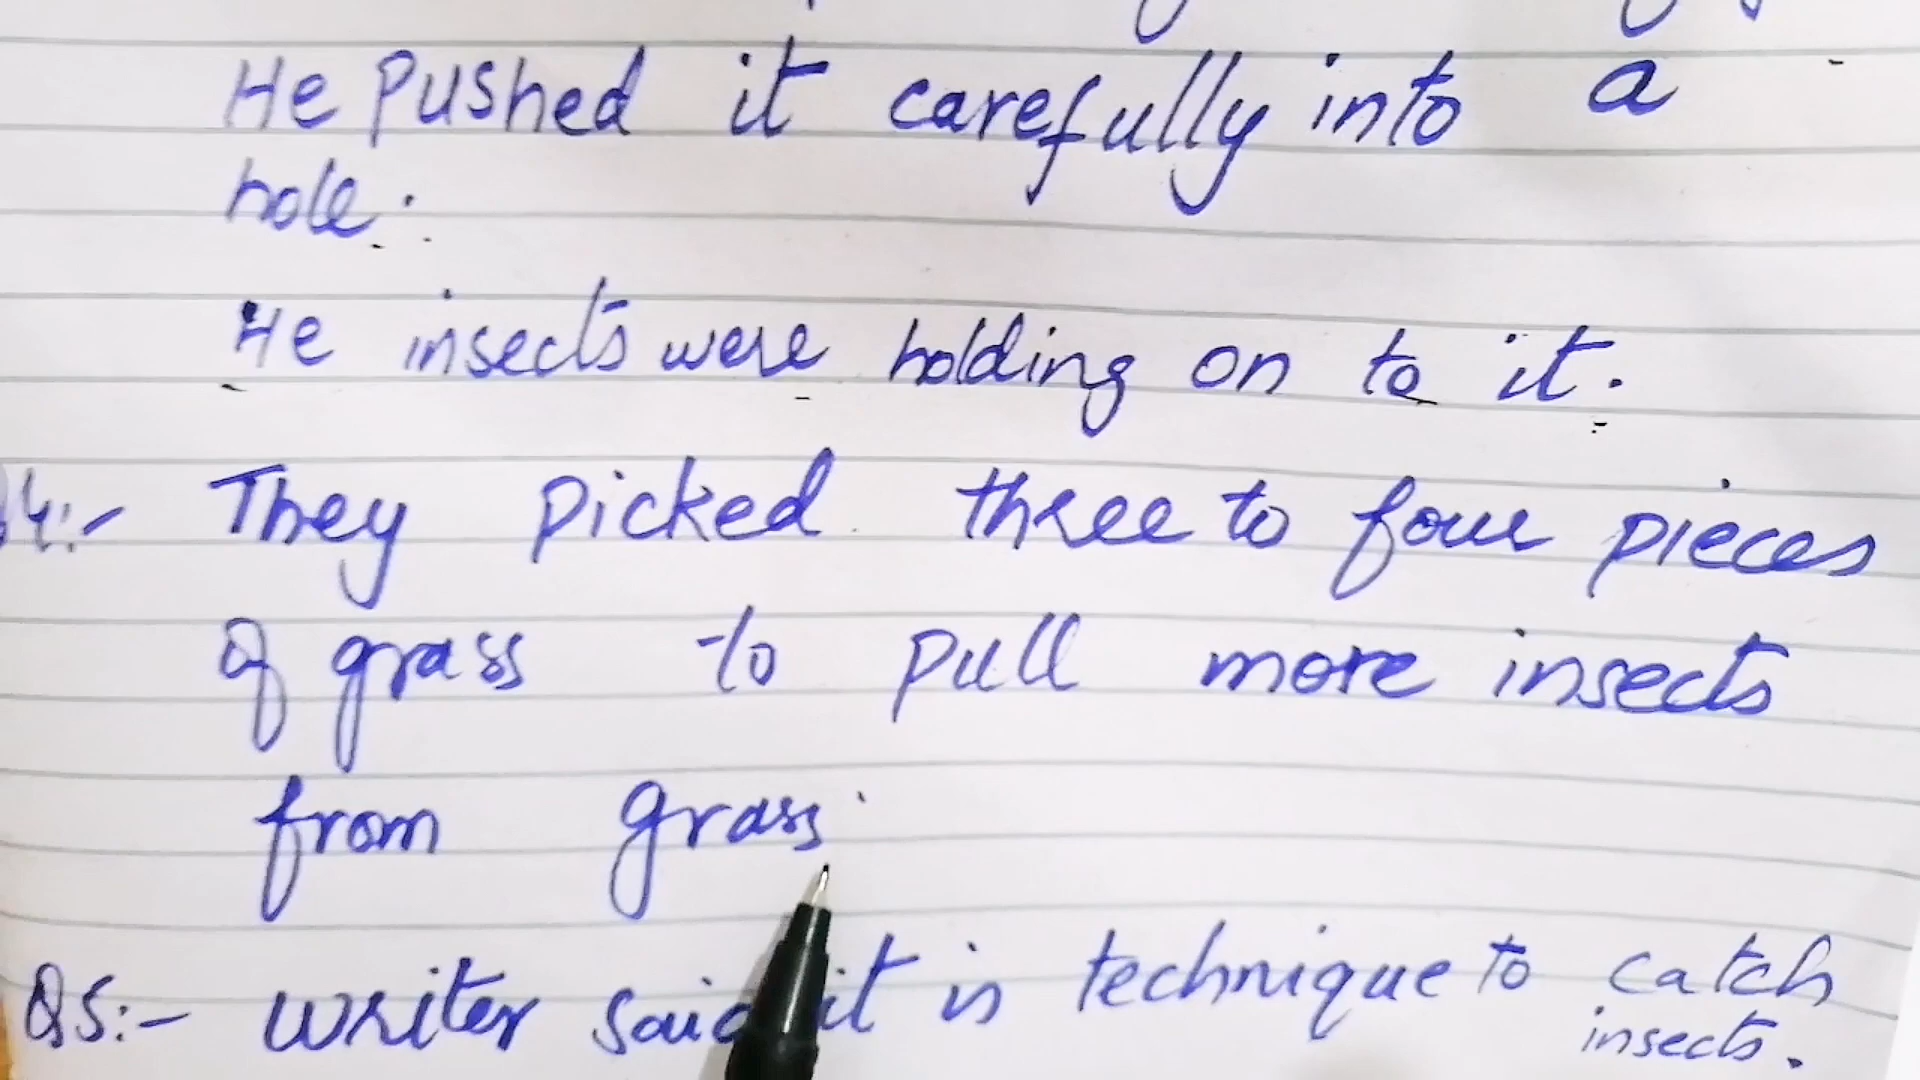 He Pushed it carefully into a
hole.
He insects were holding on to it.
4:- They picked three to four pieces
of grass to pull more insects
from grass.
Q5:- writer said it is technique to catch
insects.